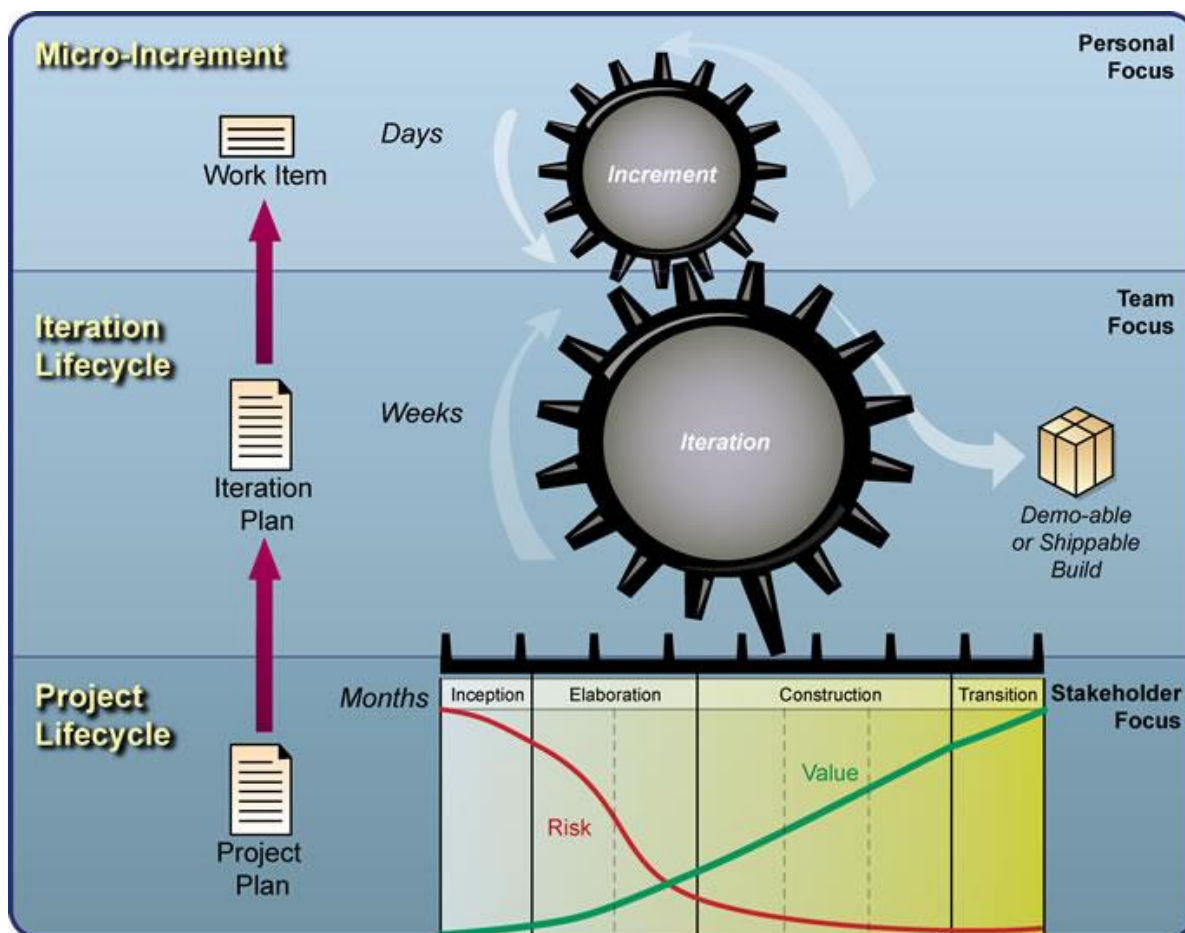 Micro-Increment
Personal
Focus
Days
Work Item
Increment
Iteration
Lifecycle
Team
Focus
Weeks
Iteration
Plan
Iteration
Demo-able
or Shippable
Build
Project
Lifecycle
Months
Inception
Elaboration
Construction
Transition
Stakeholder
Focus
Value
Risk
Project
Plan